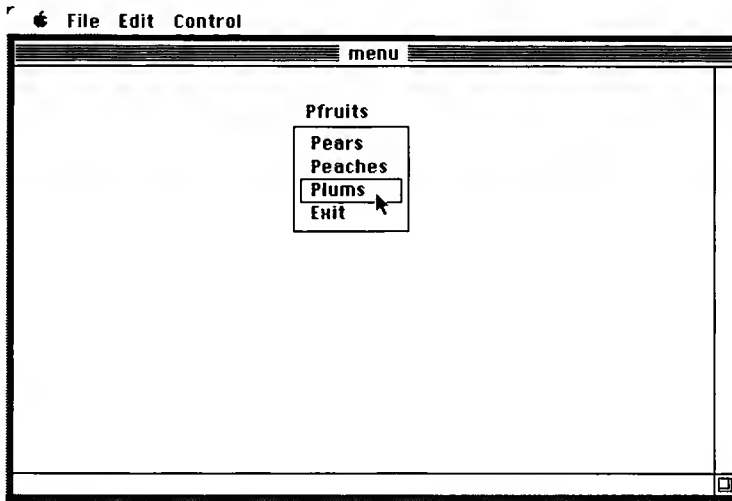 File Edit Control
menu
Pfruits
Pears
Peaches
Plums
Exit